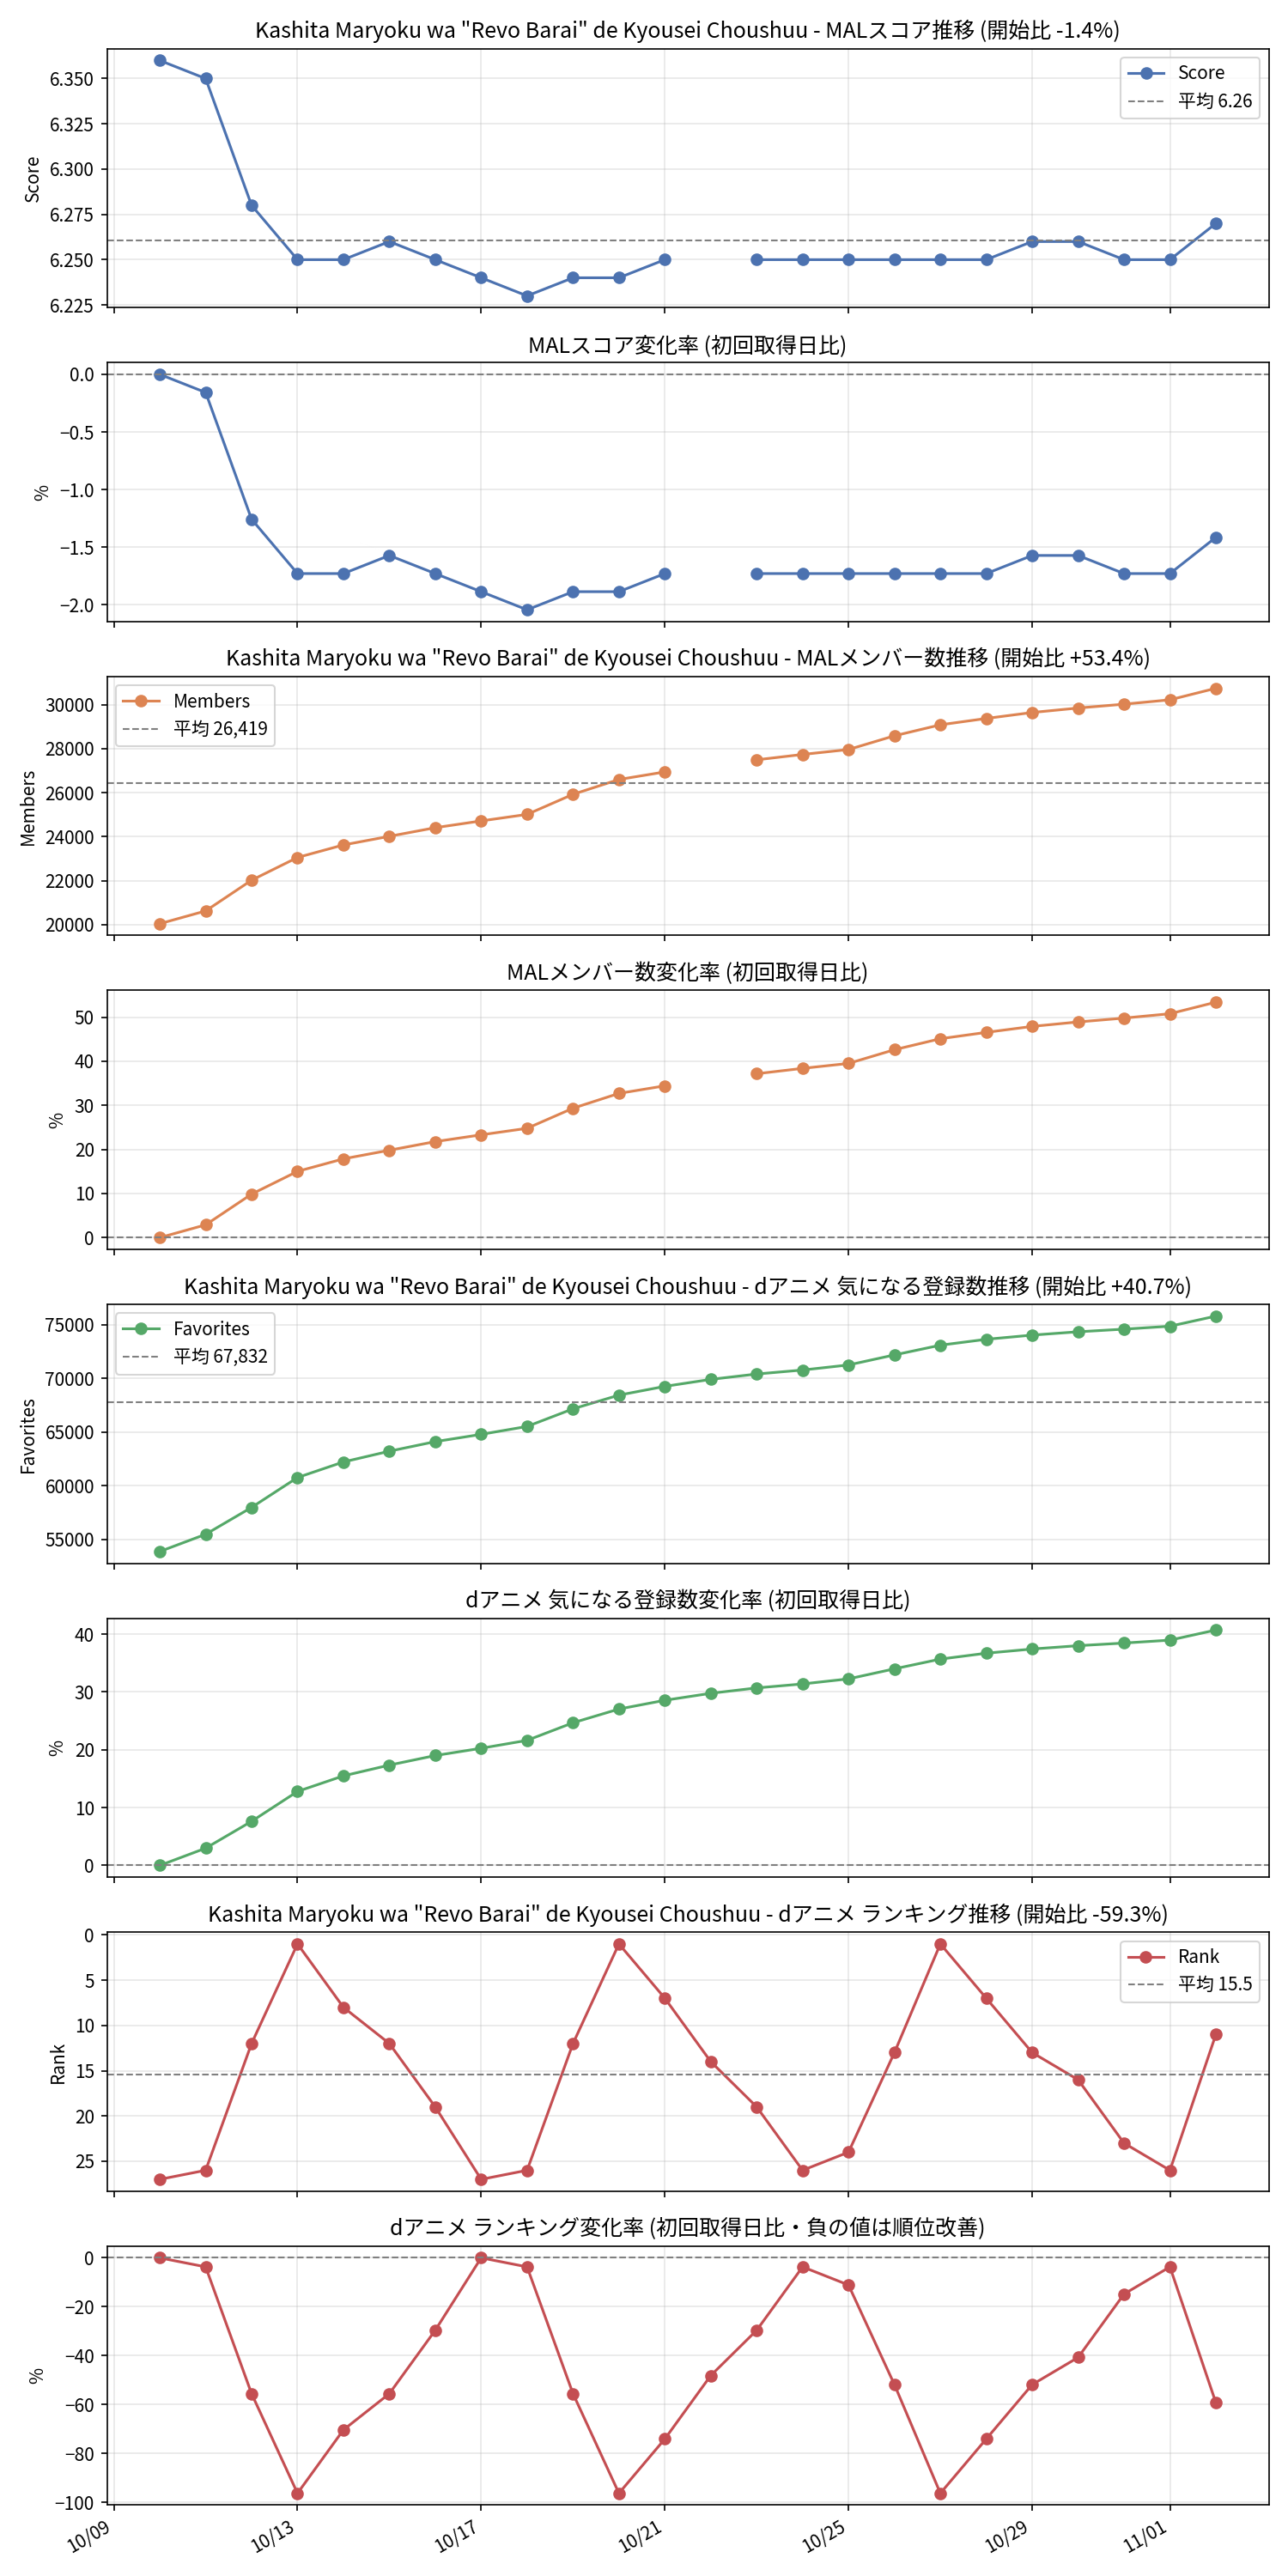 Kashita Maryoku wa "Revo Barai" de Kyousei Choushuu - MALスコア推移 (開始比 -1.4%)
Score
平均 6.26
Score
6.350
6.325
6.300
6.275
6.250
6.225
MALスコア変化率 (初回取得日比)
%
0.0
−0.5
−1.0
−1.5
−2.0
Kashita Maryoku wa "Revo Barai" de Kyousei Choushuu - MALメンバー数推移 (開始比 +53.4%)
Members
平均 26,419
Members
30000
28000
26000
24000
22000
20000
MALメンバー数変化率 (初回取得日比)
%
50
40
30
20
10
0
Kashita Maryoku wa "Revo Barai" de Kyousei Choushuu - dアニメ 気になる登録数推移 (開始比 +40.7%)
Favorites
平均 67,832
Favorites
75000
70000
65000
60000
55000
dアニメ 気になる登録数変化率 (初回取得日比)
%
40
30
20
10
0
Kashita Maryoku wa "Revo Barai" de Kyousei Choushuu - dアニメ ランキング推移 (開始比 -59.3%)
Rank
平均 15.5
Rank
0
5
10
15
20
25
dアニメ ランキング変化率 (初回取得日比・負の値は順位改善)
%
0
−20
−40
−60
−80
−100
10/09
10/13
10/17
10/21
10/25
10/29
11/01